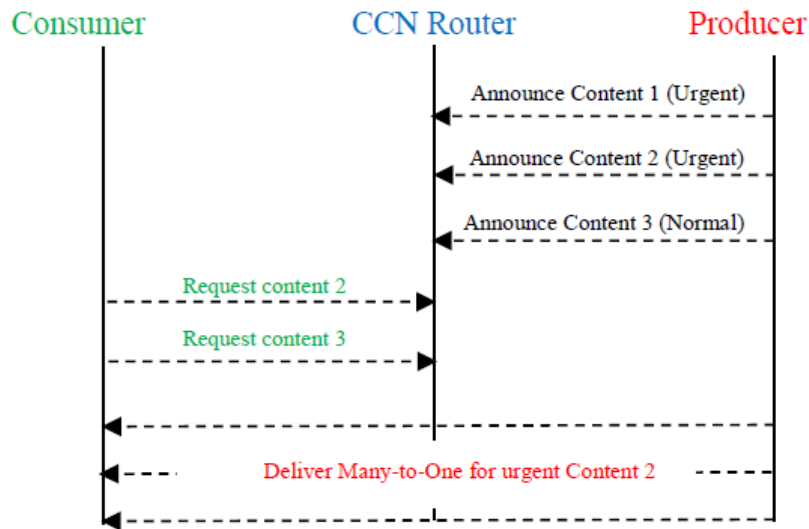 Consumer CCN Router Producer
Announce Content 1 (Urgent)
Announce Content 2 (Urgent)
Announce Content 3 (Normal)
Request content 2
Request content 3
Deliver Many-to-One for urgent Content 2